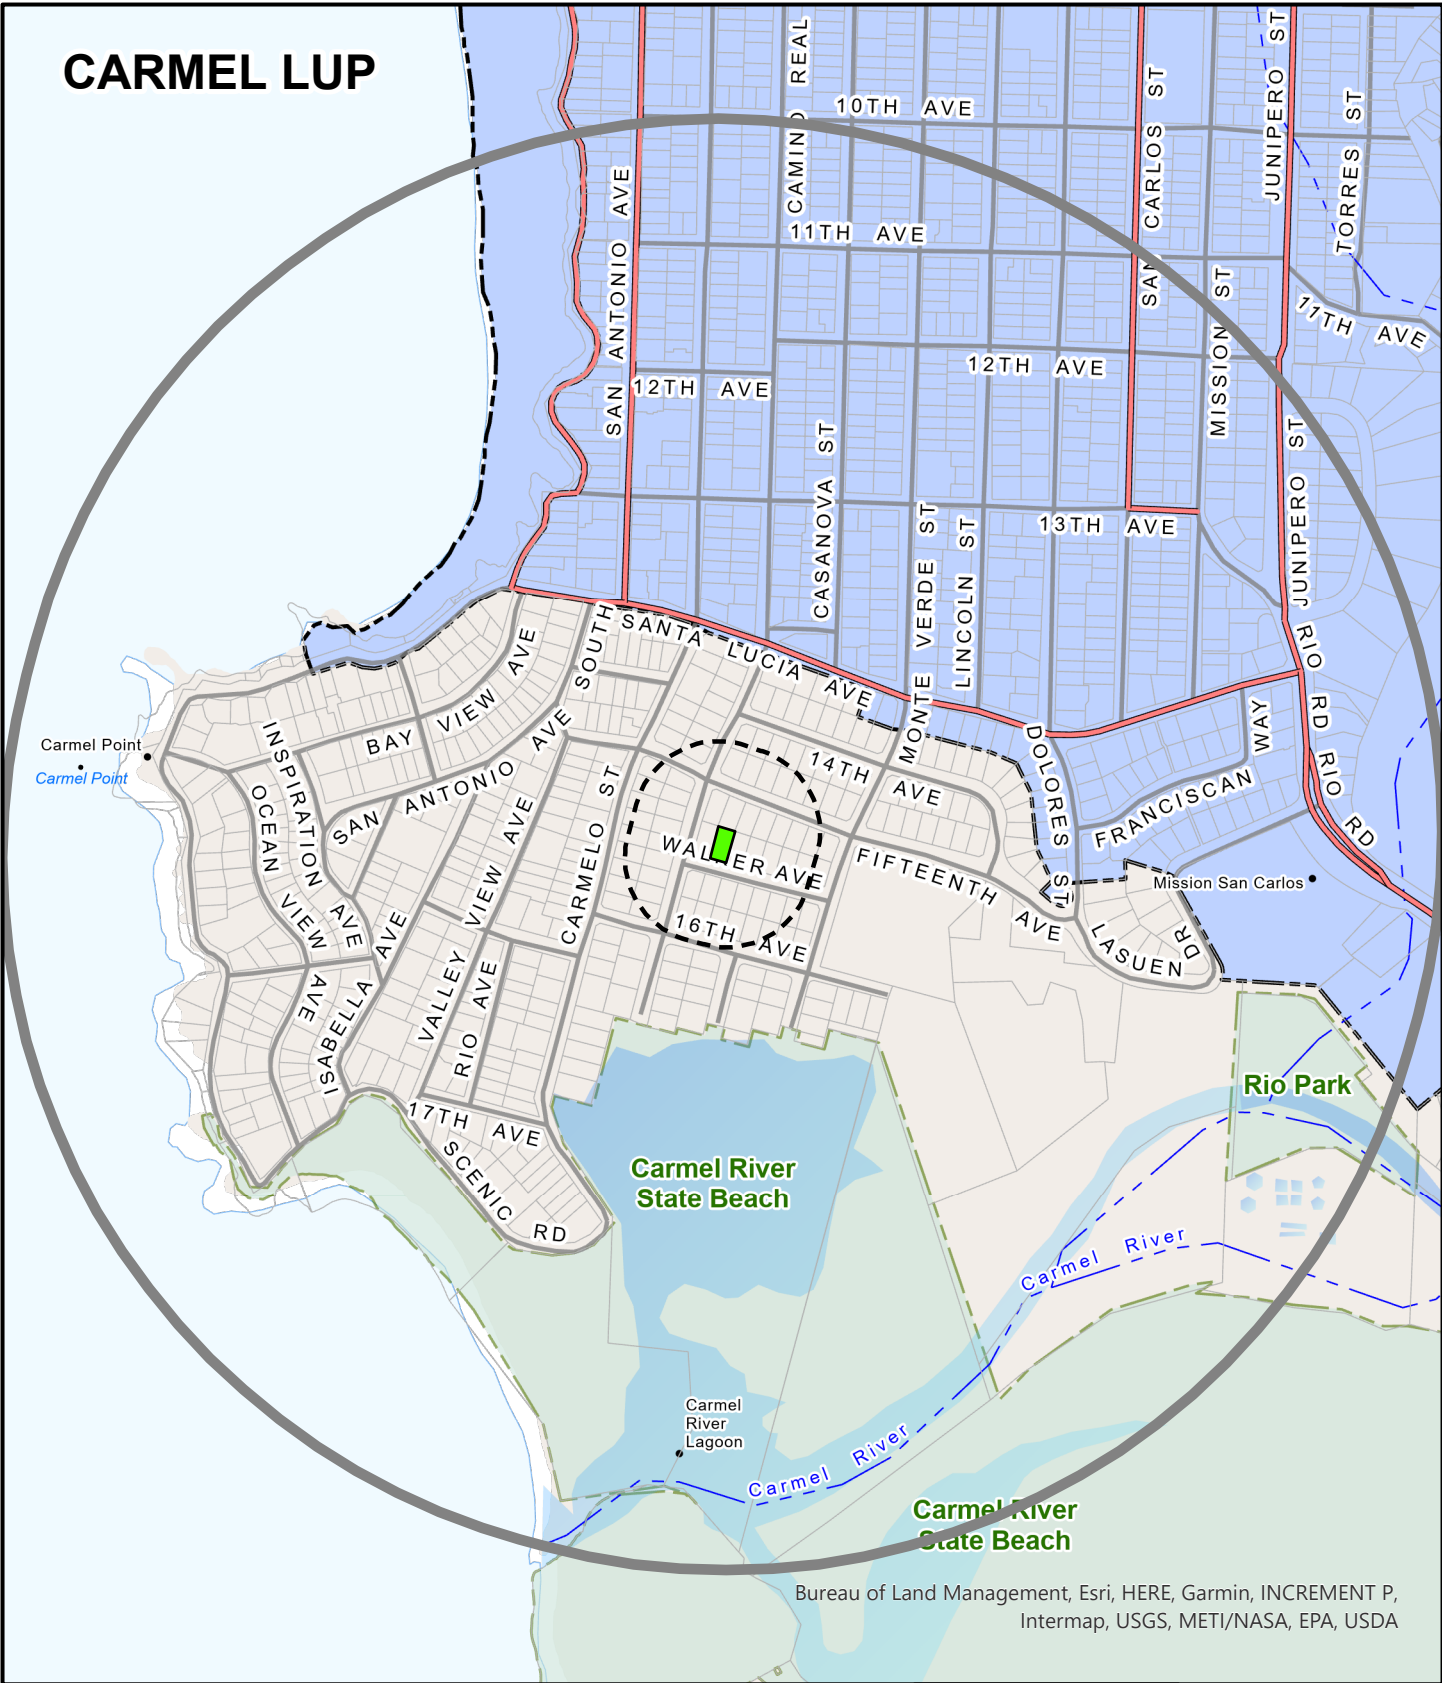 CARMEL LUP
10TH AVE
CAMINO REAL
SAN CARLOS ST
JUNIPERO ST
TORRES ST
SAN ANTONIO AVE
11TH AVE
MISSION ST
11TH AVE
12TH AVE
12TH AVE
CASANOVA ST
JUNIPERO ST
MONTE VERDE ST
LINCOLN ST
13TH AVE
SOUTH
SANTA LUCIA AVE
RIO RD
RIO RD
BAY VIEW AVE
SAN ANTONIO AVE
INSPIRATION AVE
OCEAN VIEW AVE
Carmel Point
Carmel Point
14TH AVE
DOLORES ST
FRANCISCAN WAY
CARMELO ST
VALLEY VIEW AVE
WALKER AVE
FIFTEENTH AVE
Mission San Carlos
16TH AVE
LASUEN DR
ISABELLA AVE
RIO AVE
17TH AVE
SCENIC RD
Rio Park
Carmel River
State Beach
Carmel River
Carmel
River
Lagoon
Carmel River
Carmel River
State Beach
Bureau of Land Management, Esri, HERE, Garmin, INCREMENT P,
Intermap, USGS, METI/NASA, EPA, USDA